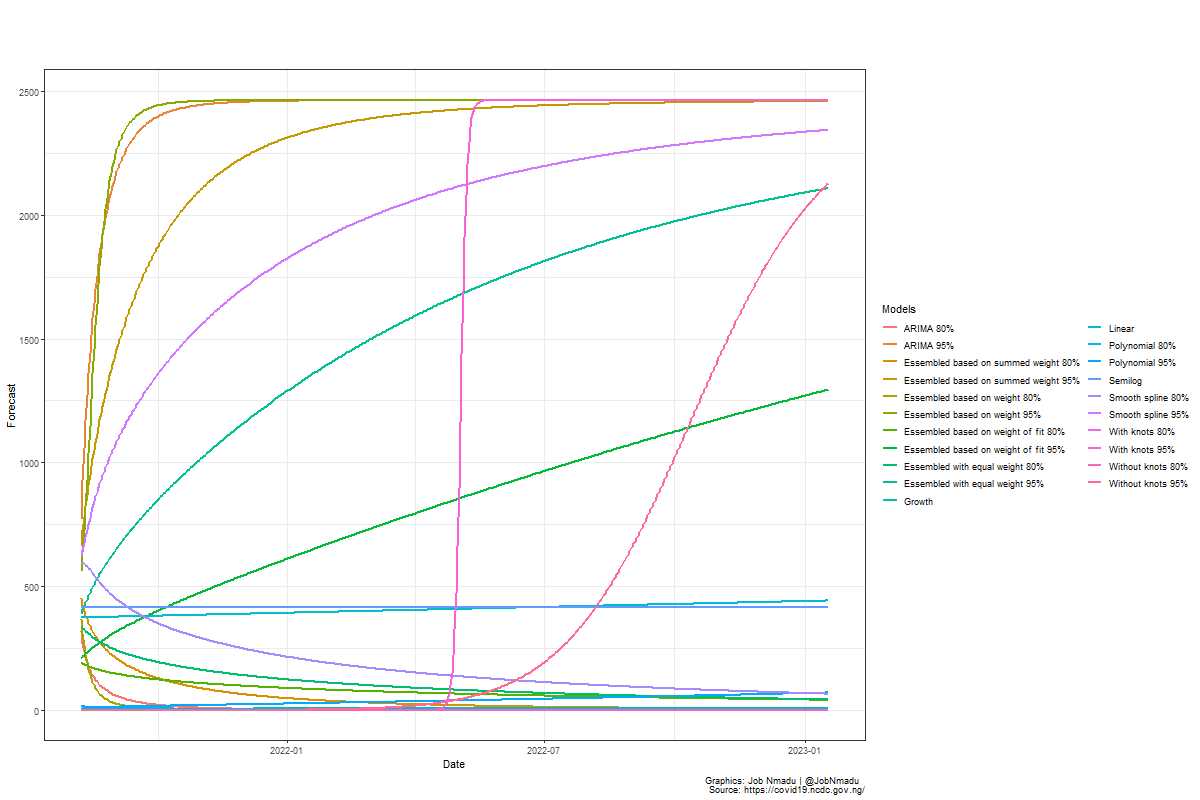 2500
2000
1500
1000
500
0
Forecast
2022-01
2022-07
2023-01
Date
Models
ARIMA 80%
ARIMA 95%
Essembled based on summed weight 80%
Essembled based on summed weight 95%
Essembled based on weight 80%
Essembled based on weight 95%
Essembled based on weight of fit 80%
Essembled based on weight of fit 95%
Essembled with equal weight 80%
Essembled with equal weight 95%
Growth
Linear
Polynomial 80%
Polynomial 95%
Semilog
Smooth spline 80%
Smooth spline 95%
With knots 80%
With knots 95%
Without knots 80%
Without knots 95%
Graphics: Job Nmadu | @JobNmadu
Source: https://covid19.ncdc.gov.ng/